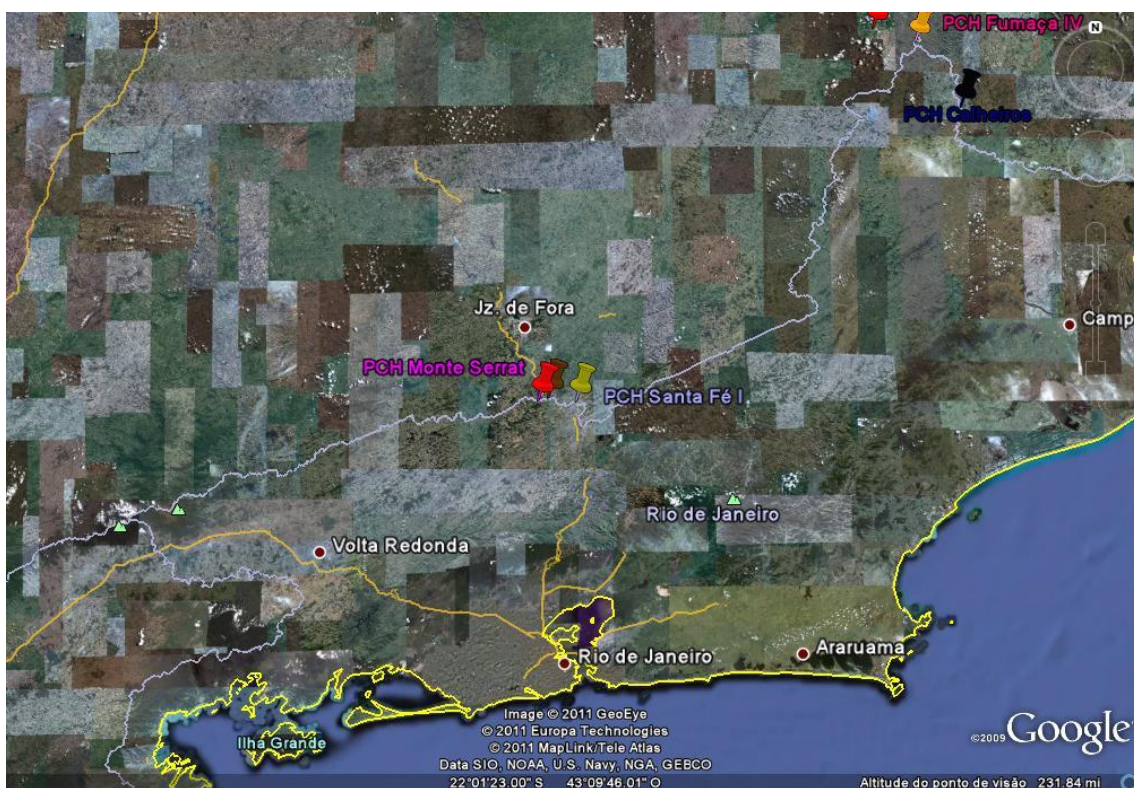 PCH Fumaça IV
N
PCH Calheiros
Jz. de Fora
Camp
PCH Monte Serrat
PCH Santa Fé I
Rio de Janeiro
Volta Redonda
Araruama
Rio de Janeiro
Ilha Grande
Image © 2011 GeoEye
© 2011 Europa Technologies
© 2011 MapLink/Tele Atlas
Data SIO, NOAA, U.S. Navy, NGA, GEBCO
©2009 Google
22°01'23.00" S 43°09'46.01" O
Altitude do ponto de visão 231.84 mi